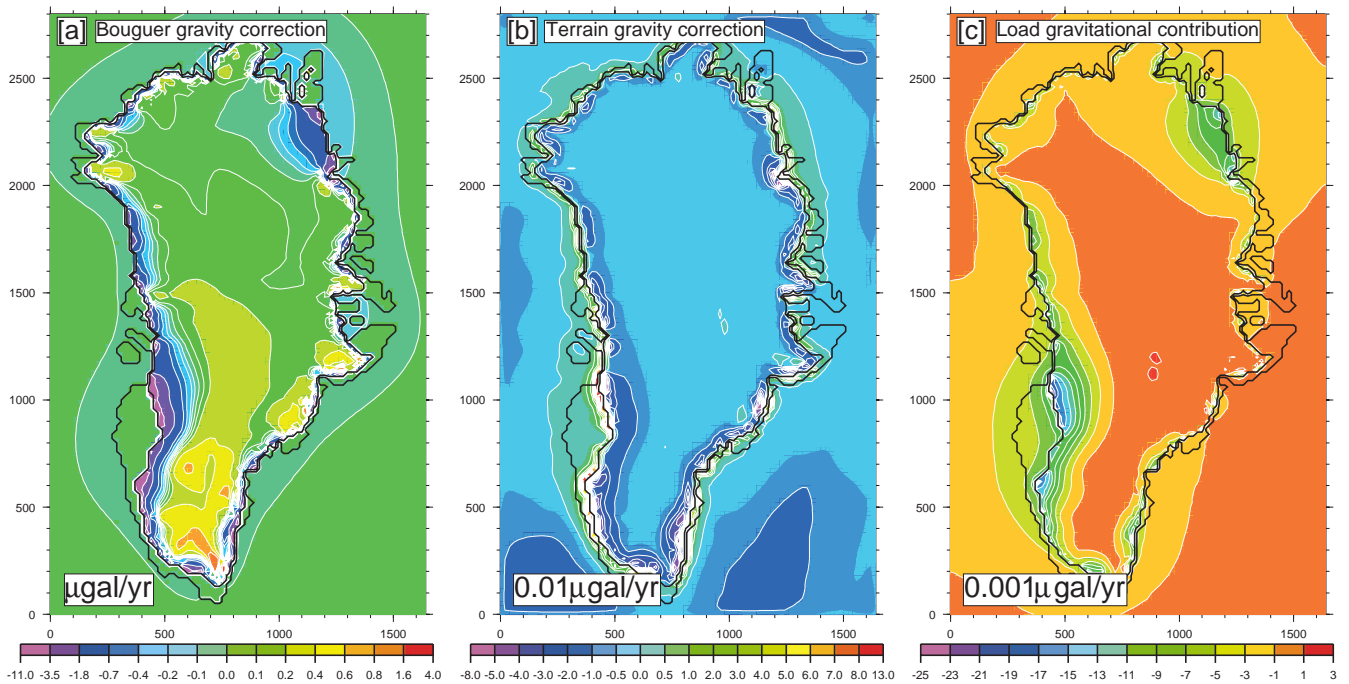 [a] Bouguer gravity correction
[b] Terrain gravity correction
[c] Load gravitational contribution
2500
2000
1500
1000
500
0
μgal/yr
0.01μgal/yr
0.001μgal/yr
0 500 1000 1500
0 500 1000 1500
0 500 1000 1500
2500
2000
1500
1000
500
0
2500
2000
1500
1000
500
0
-11.0 -3.5 -1.8 -0.7 -0.4 -0.2 -0.1 0.0 0.1 0.2 0.4 0.6 0.8 1.6 4.0
-8.0 -5.0 -4.0 -3.0 -2.0 -1.0 -0.5 0.0 0.5 1.0 2.0 3.0 4.0 5.0 6.0 7.0 8.0 13.0
-25 -23 -21 -19 -17 -15 -13 -11 -9 -7 -5 -3 -1 1 3